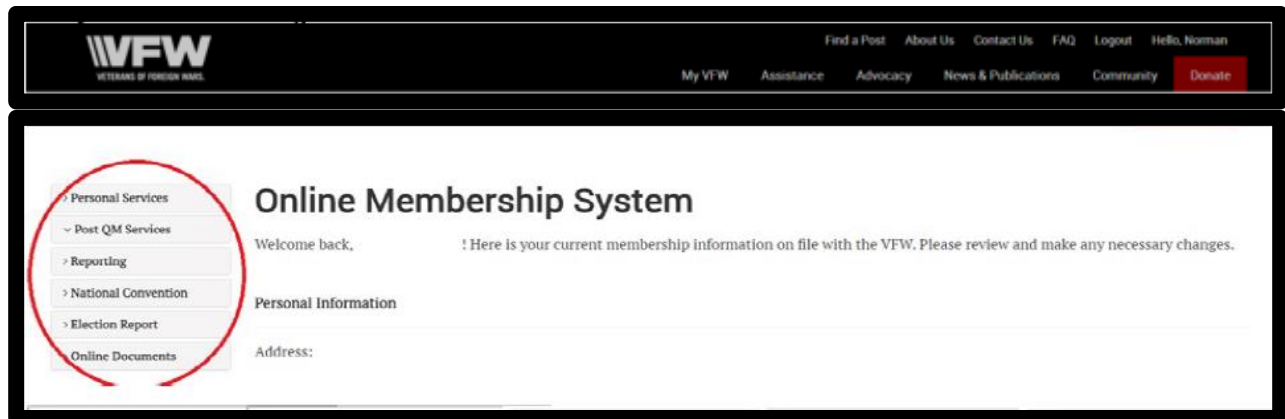 VFW
VETERANS OF FOREIGN WARS.
Find a Post About Us Contact Us FAQ Logout Hello, Norman
My VFW Assistance Advocacy News & Publications Community Donate
> Personal Services
Post QM Services
> Reporting
> National Convention
> Election Report
Online Documents
Online Membership System
Welcome back, ! Here is your current membership information on file with the VFW. Please review and make any necessary changes.
Personal Information
Address: